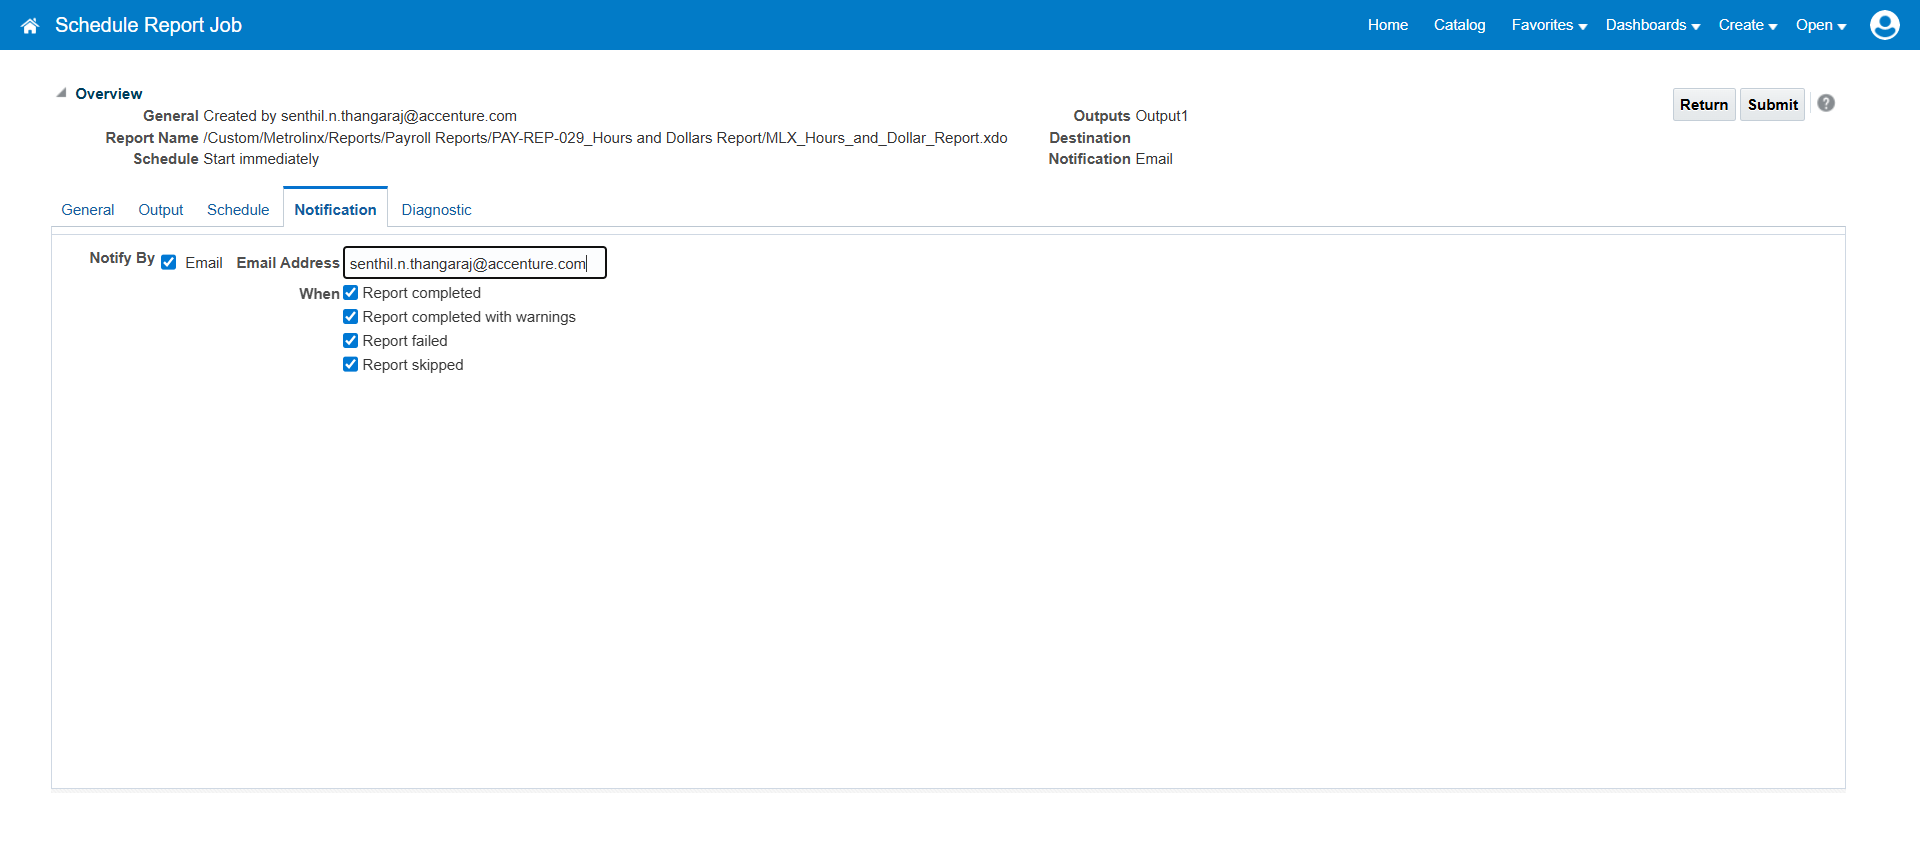 Schedule Report Job
Home Catalog Favorites Dashboards Create Open
Overview
General Created by senthil.n.thangaraj@accenture.com
Report Name /Custom/Metrolinx/Reports/Payroll Reports/PAY-REP-029_Hours and Dollars Report/MLX_Hours_and_Dollar_Report.xdo
Schedule Start immediately
Outputs Output1
Destination
Notification Email
Return Submit ?
General Output Schedule Notification Diagnostic
Notify By Email Email Address senthil.n.thangaraj@accenture.com
When Report completed
Report completed with warnings
Report failed
Report skipped